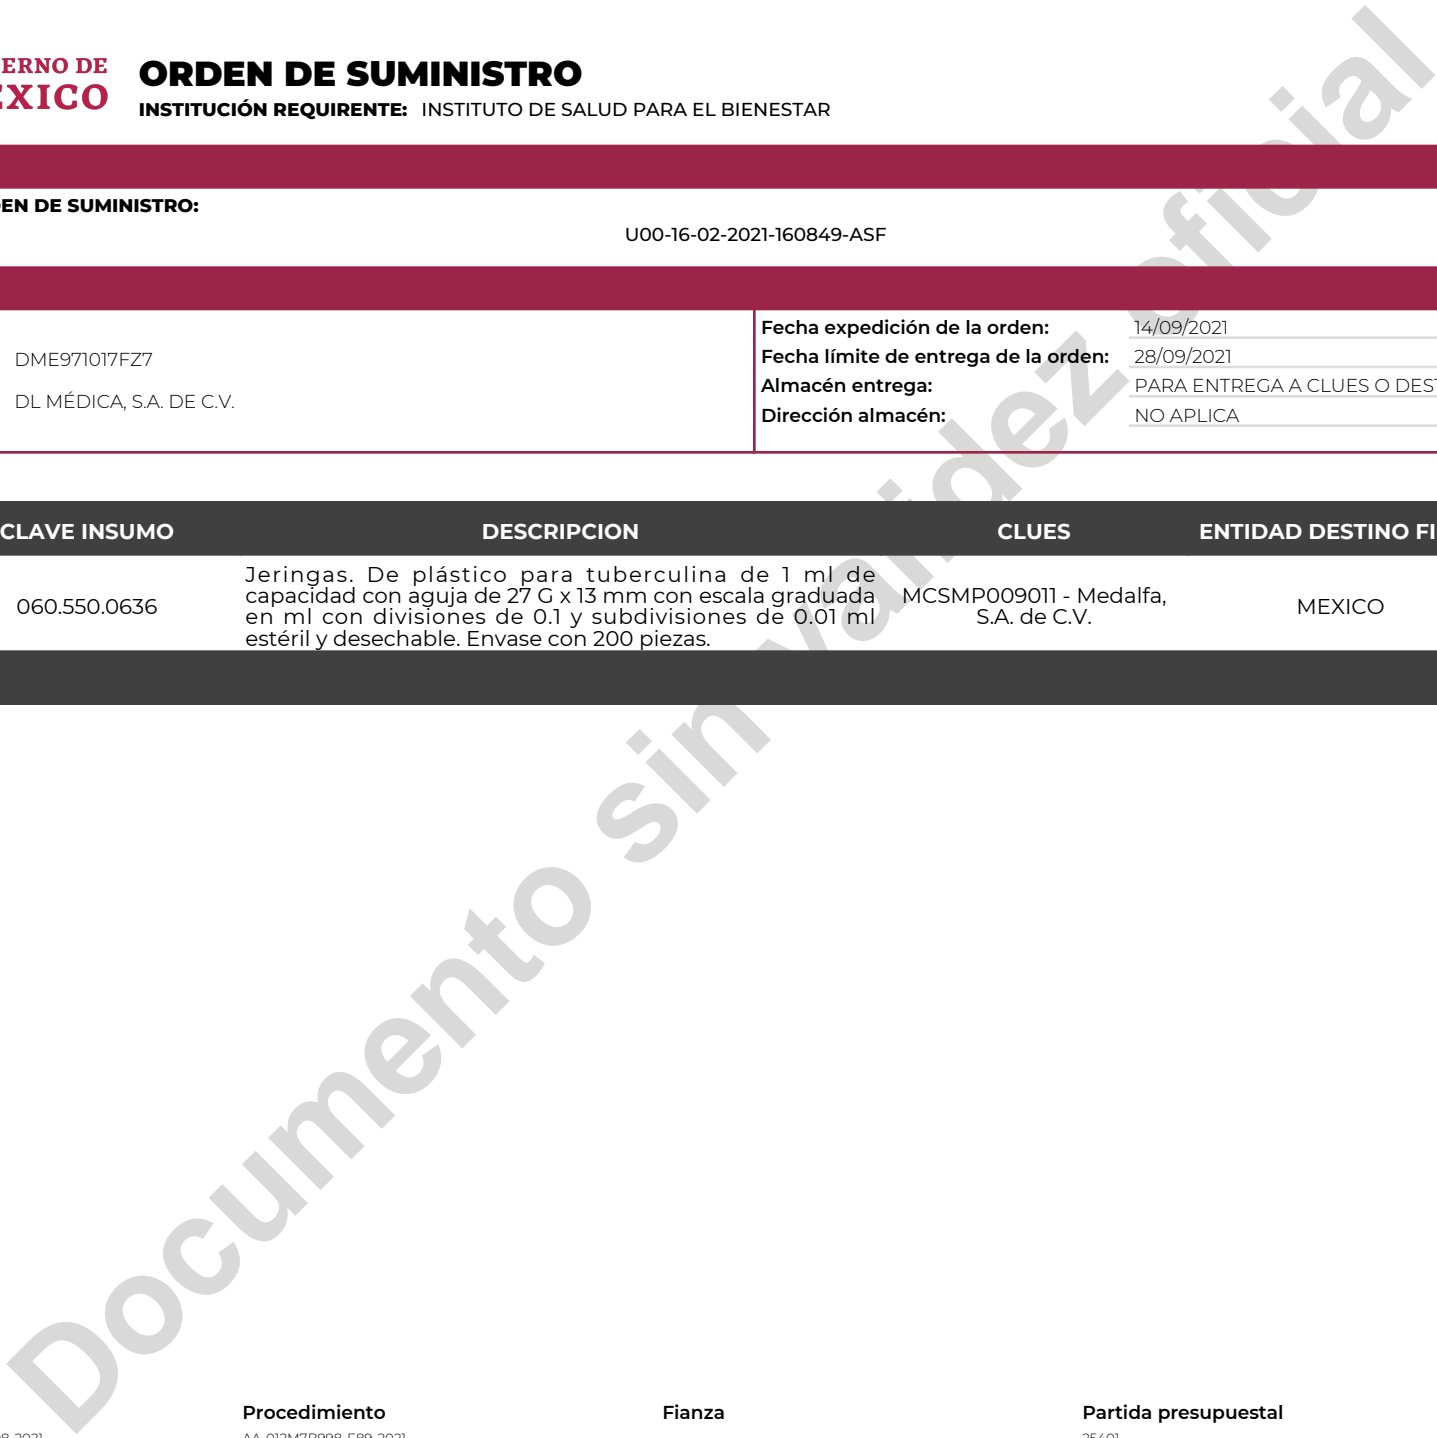 ERNO DE
EXICO
ORDEN DE SUMINISTRO
INSTITUCIÓN REQUIRENTE: INSTITUTO DE SALUD PARA EL BIENESTAR
EN DE SUMINISTRO:
U00-16-02-2021-160849-ASF
DME971017FZ7
DL MÉDICA, S.A. DE C.V.
Fecha expedición de la orden: 14/09/2021
Fecha límite de entrega de la orden: 28/09/2021
Almacén entrega: PARA ENTREGA A CLUES O DEST
Dirección almacén: NO APLICA
CLAVE INSUMO DESCRIPCION CLUES ENTIDAD DESTINO FI
060.550.0636
Jeringas. De plástico para tuberculina de 1 ml de
capacidad con aguja de 27 G x 13 mm con escala graduada
en ml con divisiones de 0.1 y subdivisiones de 0.01 ml
estéril y desechable. Envase con 200 piezas.
MCSMP009011 - Medalfa,
S.A. de C.V.
MEXICO
Documento sin validez oficial
Procedimiento Fianza Partida presupuestal